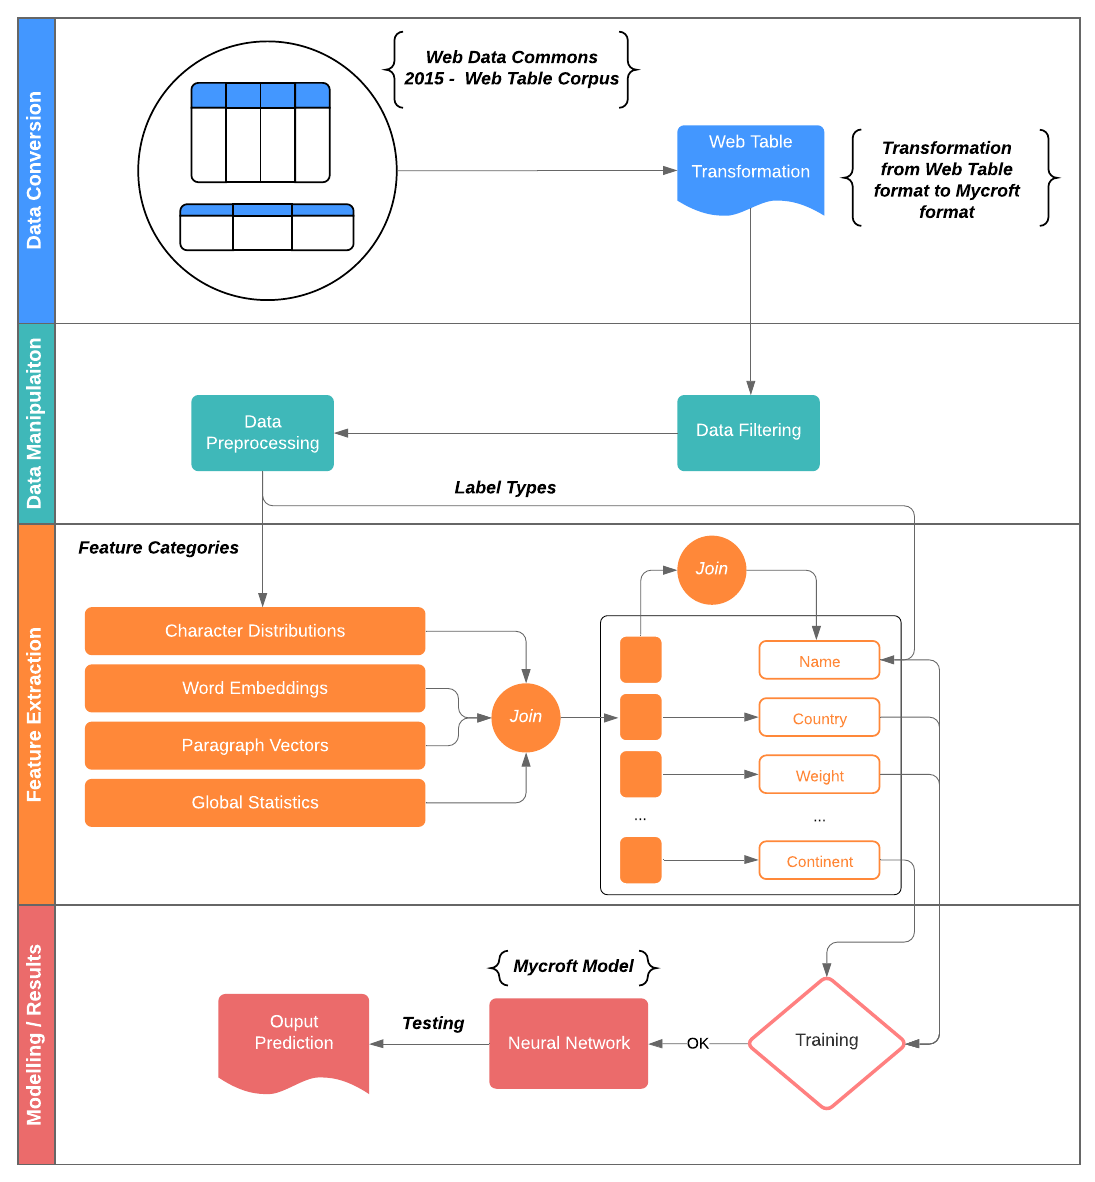 Data Conversion
Web Data Commons
2015 - Web Table Corpus
Web Table
Transformation
Transformation
from Web Table
format to Mycroft
format
Data Manipulaiton
Data
Preprocessing
Data Filtering
Label Types
Feature Extraction
Feature Categories
Join
Character Distributions
Word Embeddings
Paragraph Vectors
Global Statistics
Join
Name
Country
Weight
... ...
Continent
Modelling / Results
Mycroft Model
Ouput
Prediction
Testing
Neural Network
OK
Training